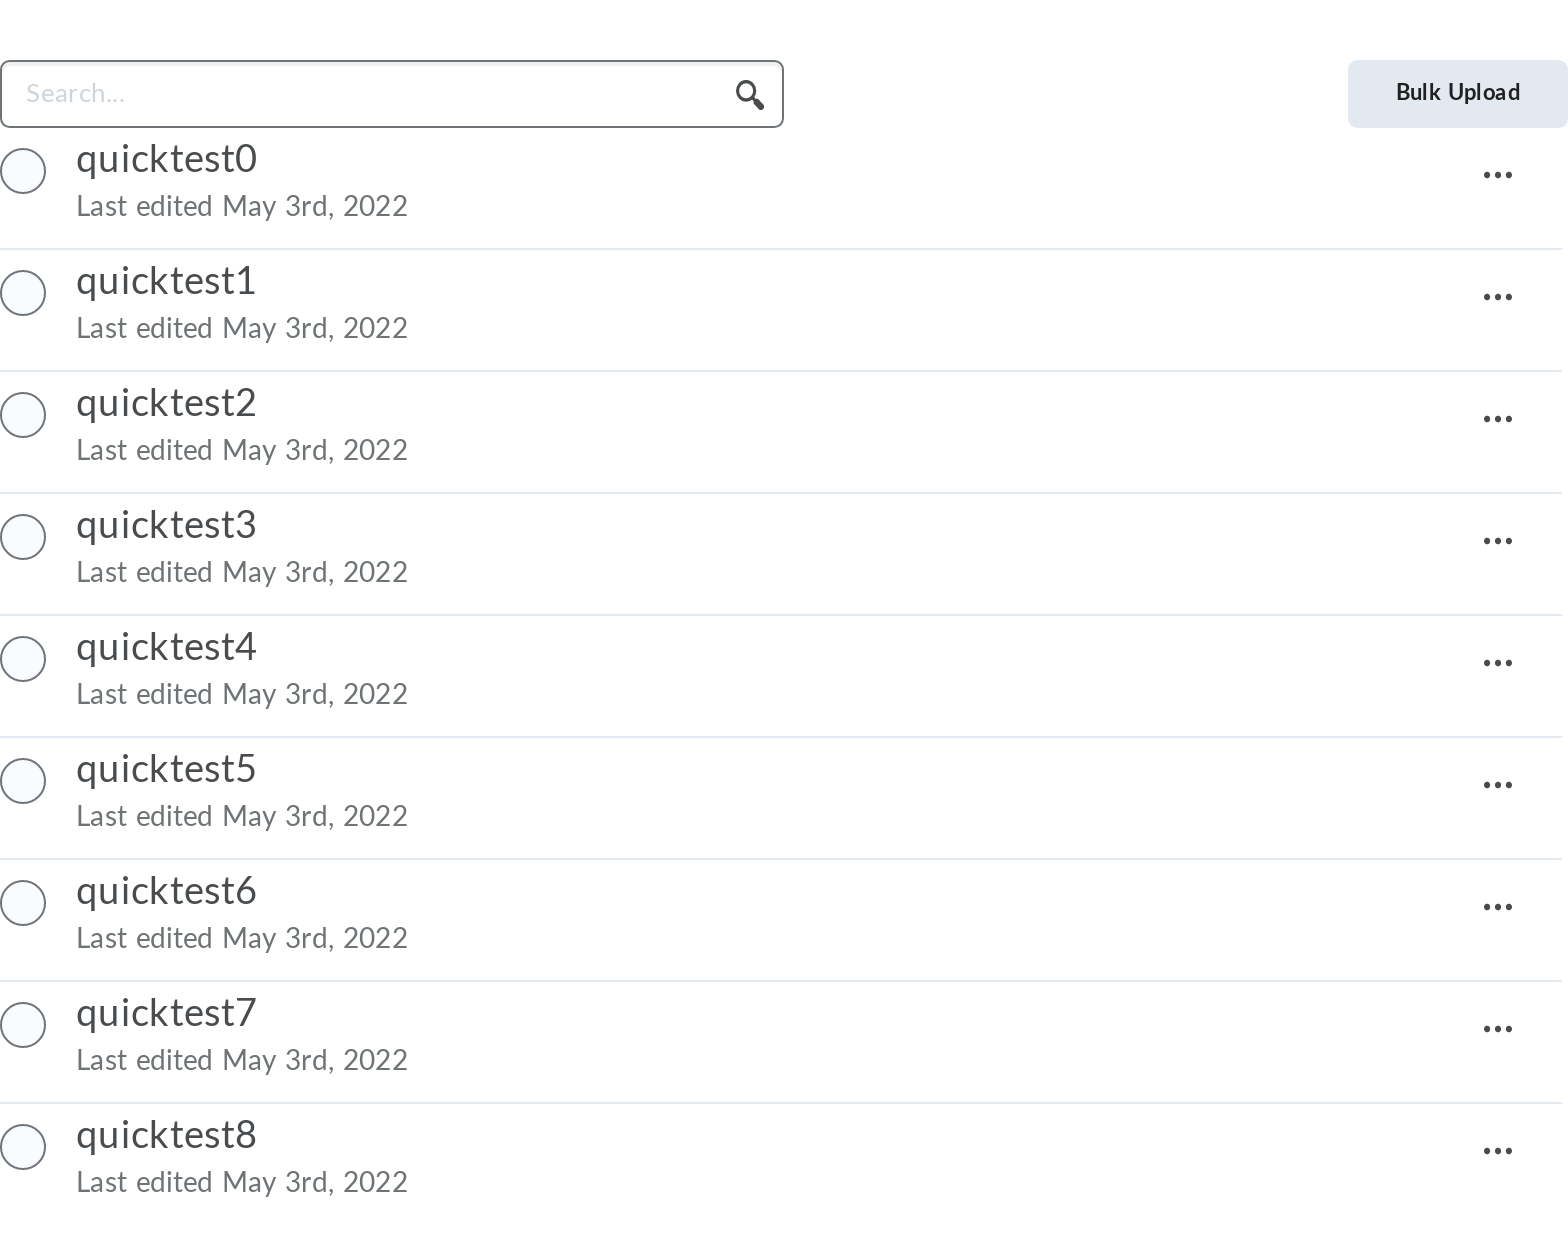 Search...
Bulk Upload
quicktest0
Last edited May 3rd, 2022
quicktest1
Last edited May 3rd, 2022
quicktest2
Last edited May 3rd, 2022
quicktest3
Last edited May 3rd, 2022
quicktest4
Last edited May 3rd, 2022
quicktest5
Last edited May 3rd, 2022
quicktest6
Last edited May 3rd, 2022
quicktest7
Last edited May 3rd, 2022
quicktest8
Last edited May 3rd, 2022